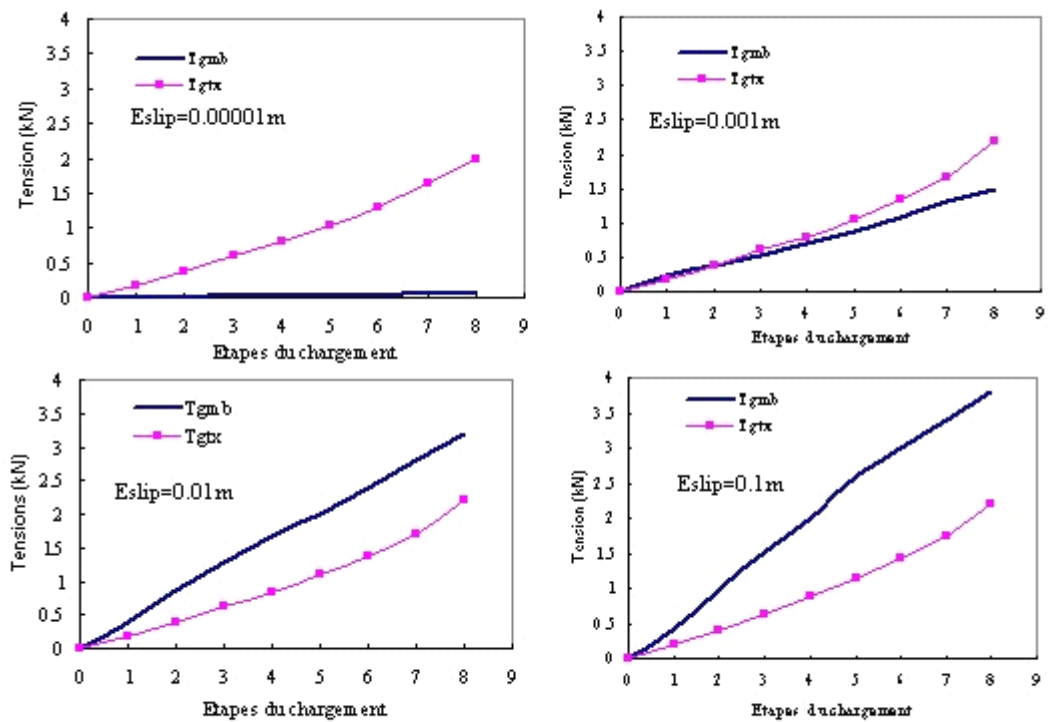 4
3.5
3
2.5
2
1.5
1
0.5
0
Tension (kN)
Tgmb
Tgtx
Eslip=0.00001m
0 1 2 3 4 5 6 7 8 9
Etapes du chargement
4
3.5
3
2.5
2
1.5
1
0.5
0
Tension (kN)
Tgmb
Tgtx
Eslip=0.001m
0 1 2 3 4 5 6 7 8 9
Etapes du chargement
4
3.5
3
2.5
2
1.5
1
0.5
0
Tensions (kN)
Tgmb
Tgtx
Eslip=0.01m
0 1 2 3 4 5 6 7 8 9
Etapes du chargement
4
3.5
3
2.5
2
1.5
1
0.5
0
Tension (kN)
Tgmb
Tgtx
Eslip=0.1m
0 1 2 3 4 5 6 7 8 9
Etapes du chargement